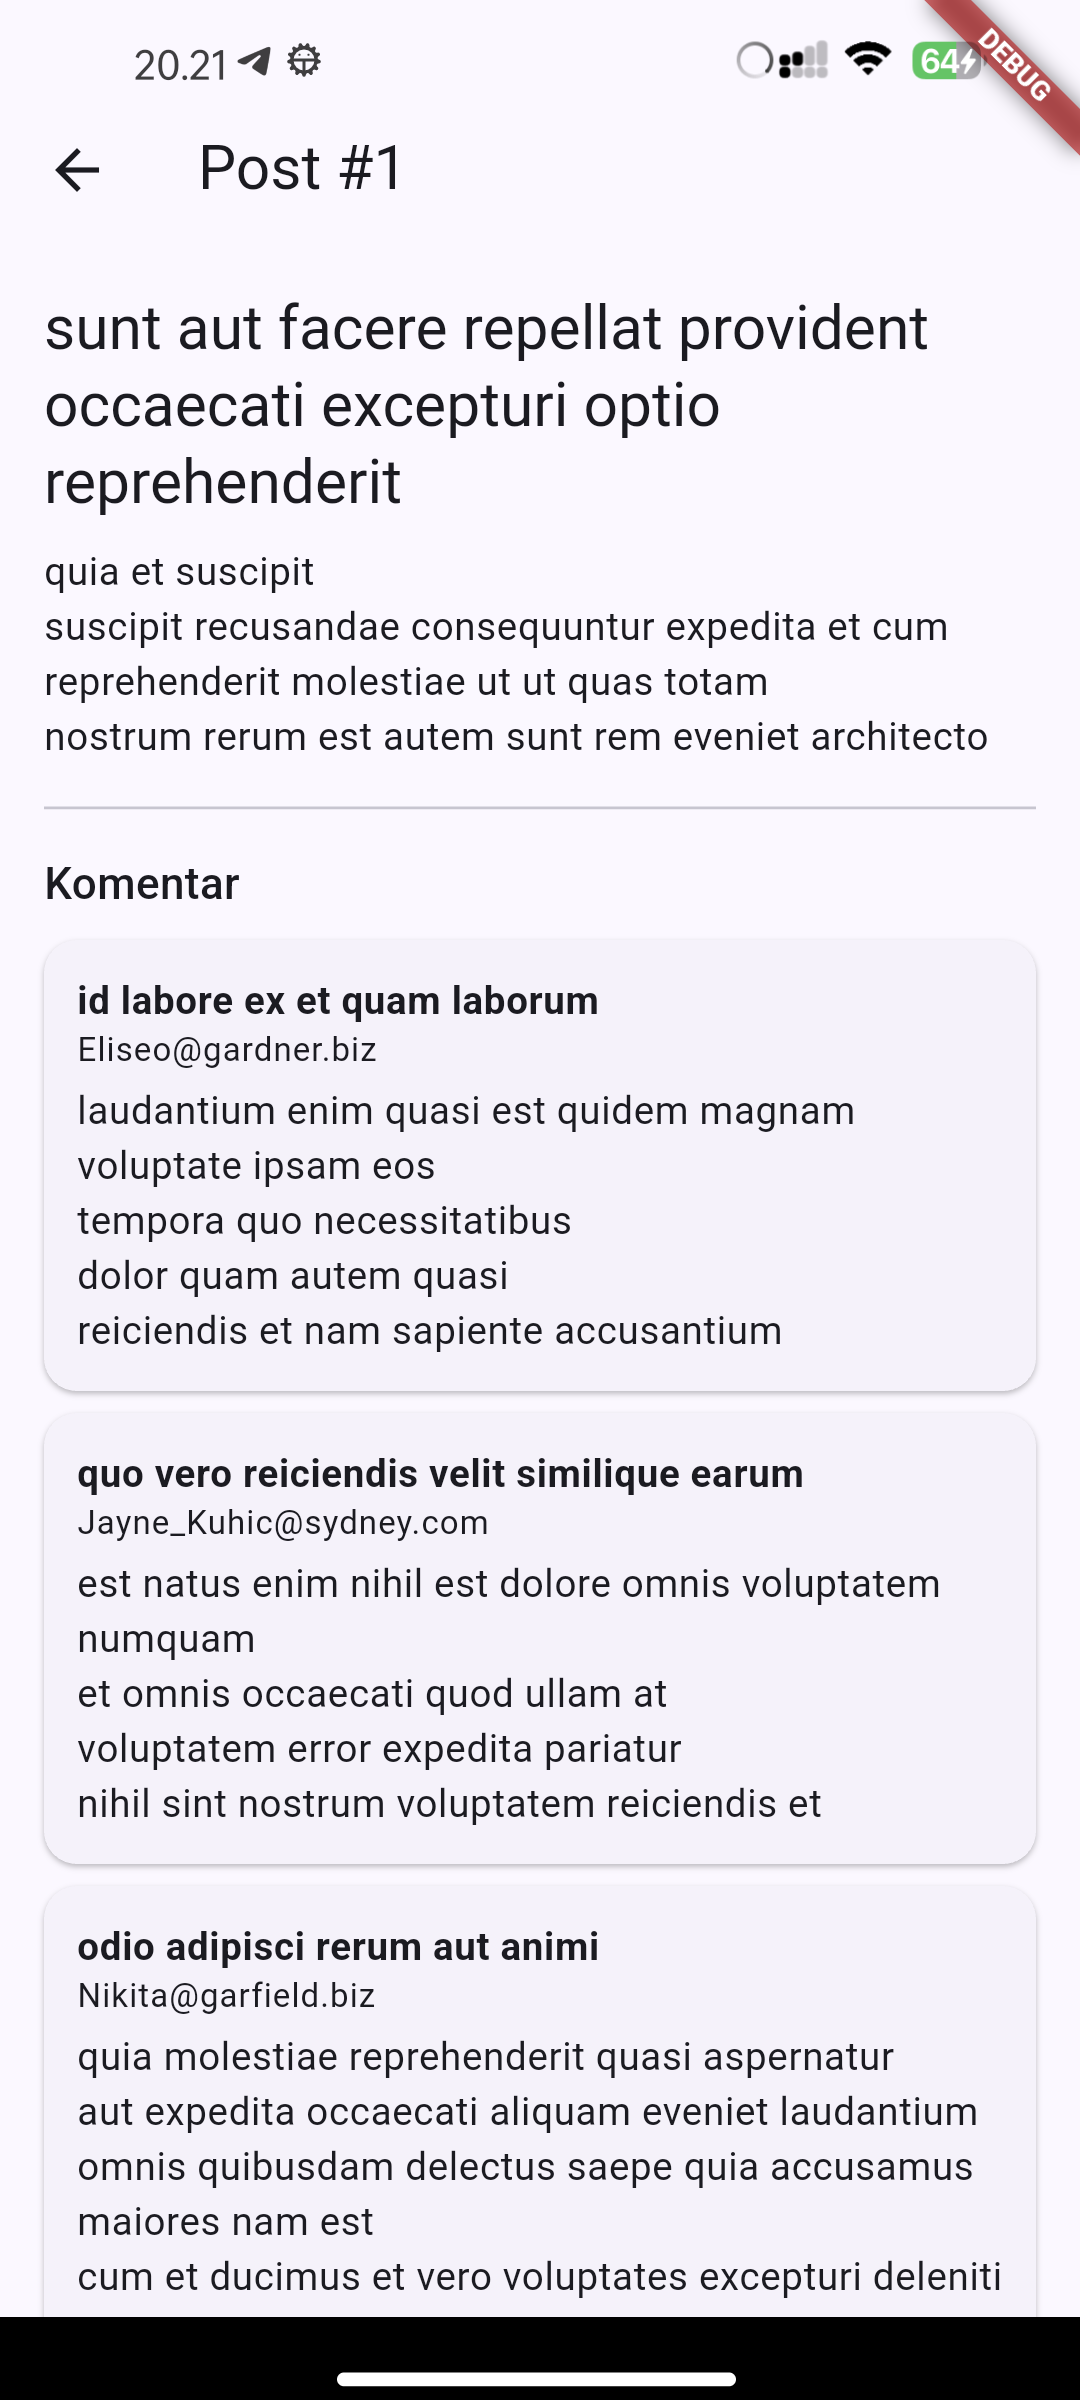 20.21
64
DEBUG
Post #1
sunt aut facere repellat provident
occaecati excepturi optio
reprehenderit
quia et suscipit
suscipit recusandae consequuntur expedita et cum
reprehenderit molestiae ut ut quas totam
nostrum rerum est autem sunt rem eveniet architecto
Komentar
id labore ex et quam laborum
Eliseo@gardner.biz
laudantium enim quasi est quidem magnam
voluptate ipsam eos
tempora quo necessitatibus
dolor quam autem quasi
reiciendis et nam sapiente accusantium
quo vero reiciendis velit similique earum
Jayne_Kuhic@sydney.com
est natus enim nihil est dolore omnis voluptatem
numquam
et omnis occaecati quod ullam at
voluptatem error expedita pariatur
nihil sint nostrum voluptatem reiciendis et
odio adipisci rerum aut animi
Nikita@garfield.biz
quia molestiae reprehenderit quasi aspernatur
aut expedita occaecati aliquam eveniet laudantium
omnis quibusdam delectus saepe quia accusamus
maiores nam est
cum et ducimus et vero voluptates excepturi deleniti